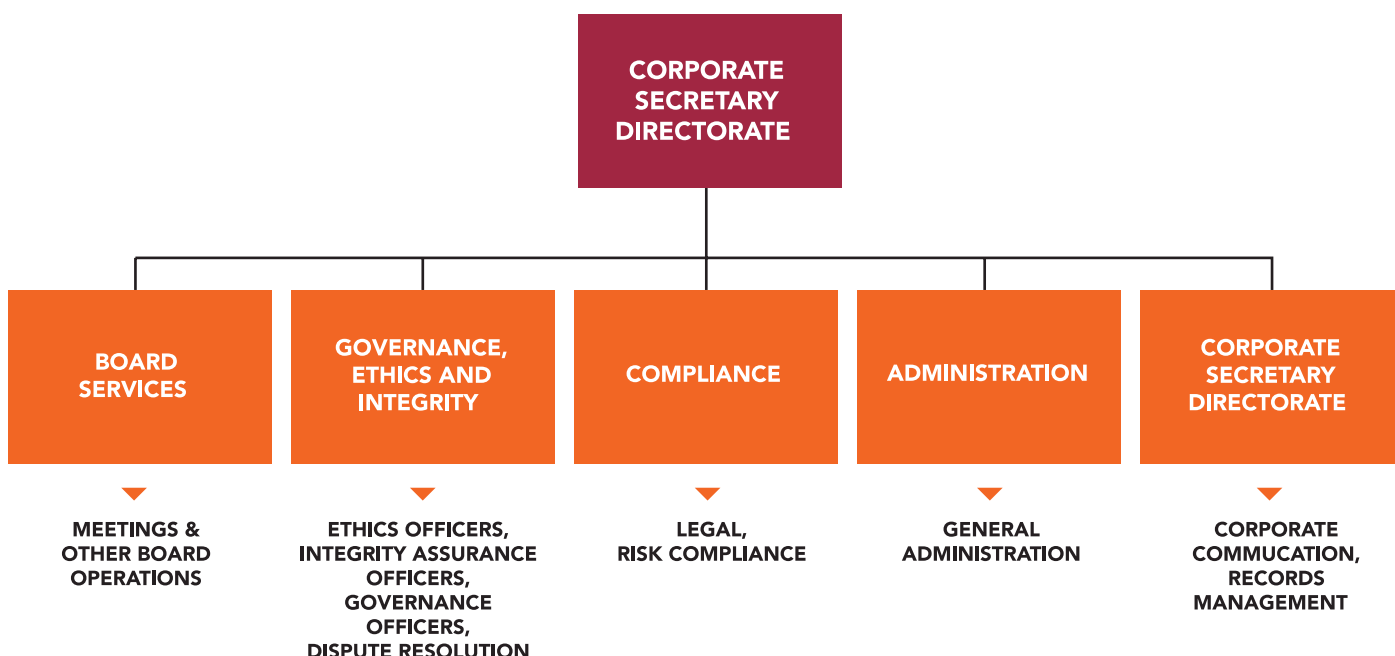 CORPORATE
SECRETARY
DIRECTORATE
BOARD
SERVICES
GOVERNANCE,
ETHICS AND
INTEGRITY
COMPLIANCE
ADMINISTRATION
CORPORATE
SECRETARY
DIRECTORATE
MEETINGS &
OTHER BOARD
OPERATIONS
ETHICS OFFICERS,
INTEGRITY ASSURANCE
OFFICERS,
GOVERNANCE
OFFICERS,
DISPUTE RESOLUTION
LEGAL,
RISK COMPLIANCE
GENERAL
ADMINISTRATION
CORPORATE
COMMUCATION,
RECORDS
MANAGEMENT